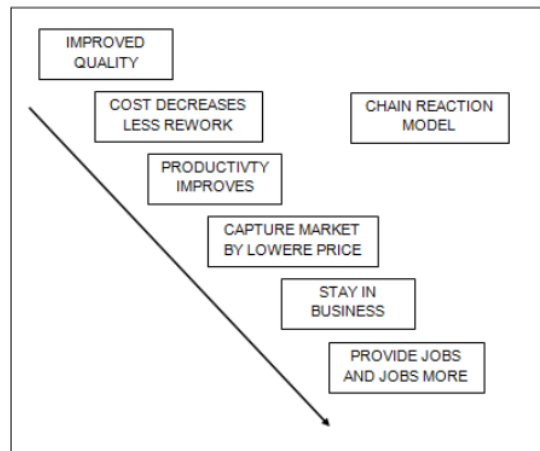 IMPROVED
QUALITY
COST DECREASES
LESS REWORK
CHAIN REACTION
MODEL
PRODUCTIVTY
IMPROVES
CAPTURE MARKET
BY LOWERE PRICE
STAY IN
BUSINESS
PROVIDE JOBS
AND JOBS MORE